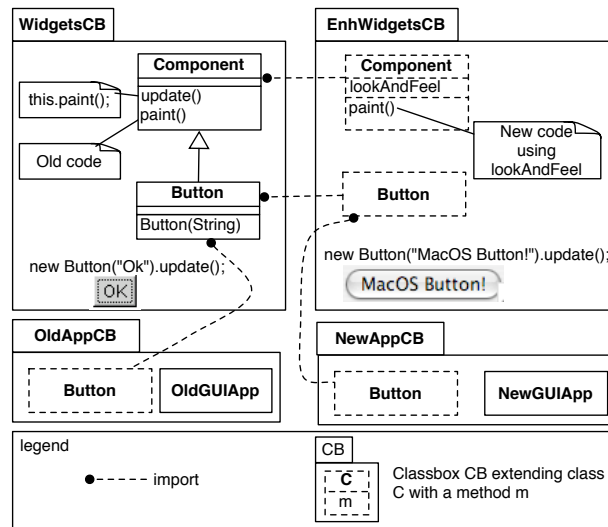 WidgetsCB
Component
this.paint();
update()
paint()
Old code
Button
Button(String)
new Button("Ok").update();
OK
EnhWidgetsCB
Component
lookAndFeel
paint()
New code
using
lookAndFeel
Button
new Button("MacOS Button!").update();
MacOS Button!
OldAppCB
Button
OldGUIApp
NewAppCB
Button
NewGUIApp
legend
import
CB
C
m
Classbox CB extending class
C with a method m